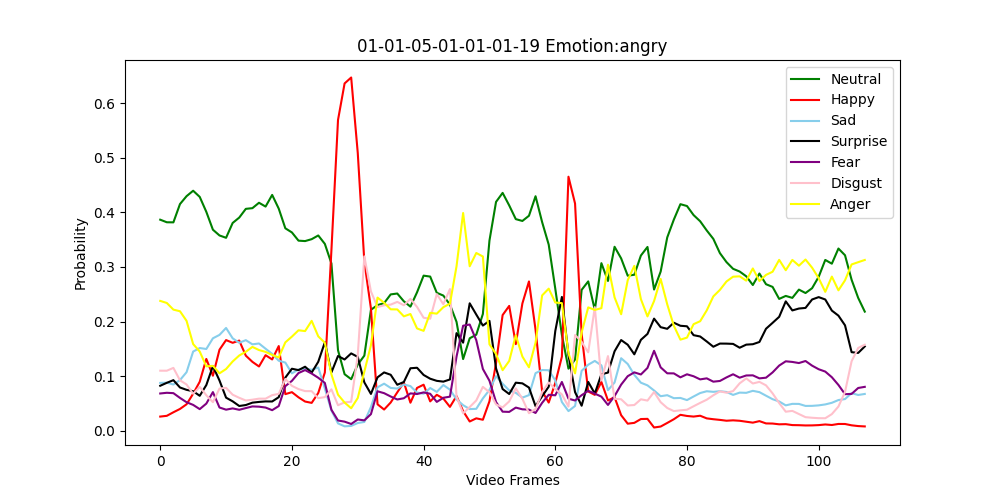 01-01-05-01-01-01-19 Emotion:angry
Probability
0.6
0.5
0.4
0.3
0.2
0.1
0.0
Neutral
Happy
Sad
Surprise
Fear
Disgust
Anger
0 20 40 60 80 100
Video Frames